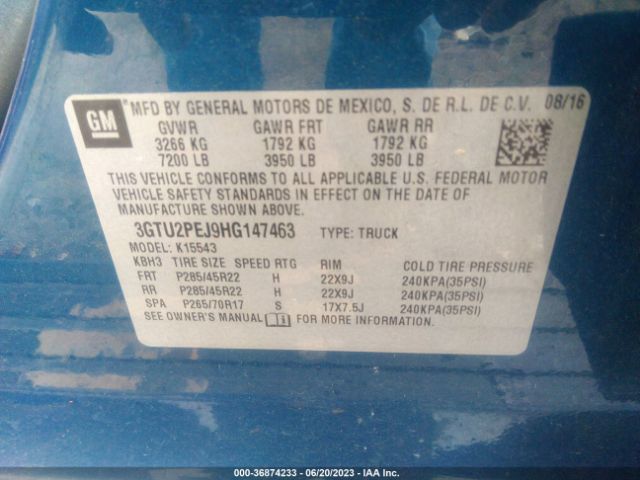 GM
MFD BY GENERAL MOTORS DE MEXICO, S. DE R.L. DE C.V. 08/16
GVWR GAWR FRT GAWR RR
3266 KG 1792 KG 1792 KG
7200 LB 3950 LB 3950 LB
THIS VEHICLE CONFORMS TO ALL APPLICABLE U.S. FEDERAL MOTOR
VEHICLE SAFETY STANDARDS IN EFFECT ON THE DATE OF
MANUFACTURE SHOWN ABOVE.
3GTU2PEJ9HG147463 TYPE: TRUCK
MODEL: K15543
KBH3 TIRE SIZE SPEED RTG RIM COLD TIRE PRESSURE
FRT P285/45R22 H 22X9J 240KPA(35PSI)
RR P285/45R22 H 22X9J 240KPA(35PSI)
SPA P265/70R17 S 17X7.5J 240KPA(35PSI)
SEE OWNER'S MANUAL FOR MORE INFORMATION.
000-36874233 - 06/20/2023 - IAA Inc.